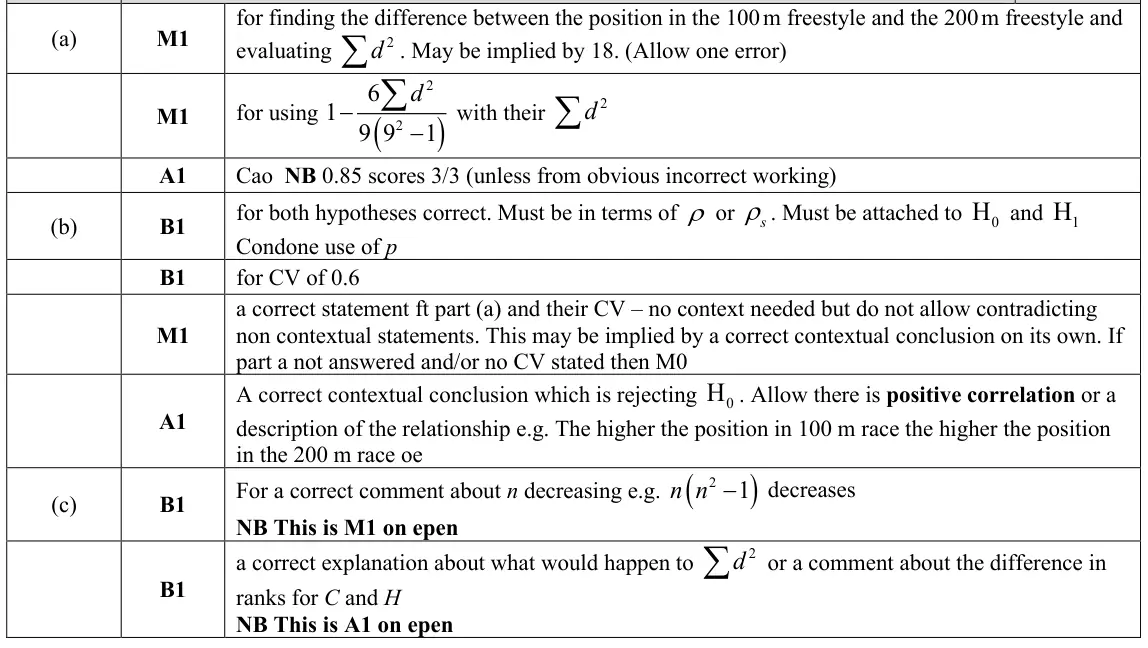 (a) M1 for finding the difference between the position in the 100 m freestyle and the 200 m freestyle and
evaluating ∑d². May be implied by 18. (Allow one error)
M1 for using 1 − 6∑d² / 9(9² − 1) with their ∑d²
A1 Cao NB 0.85 scores 3/3 (unless from obvious incorrect working)
(b) B1 for both hypotheses correct. Must be in terms of ρ or ρₛ. Must be attached to H₀ and H₁
Condone use of p
B1 for CV of 0.6
M1 a correct statement ft part (a) and their CV – no context needed but do not allow contradicting
non contextual statements. This may be implied by a correct contextual conclusion on its own. If
part a not answered and/or no CV stated then M0
A1 A correct contextual conclusion which is rejecting H₀. Allow there is positive correlation or a
description of the relationship e.g. The higher the position in 100 m race the higher the position
in the 200 m race oe
(c) B1 For a correct comment about n decreasing e.g. n(n² − 1) decreases
NB This is M1 on epen
B1 a correct explanation about what would happen to ∑d² or a comment about the difference in
ranks for C and H
NB This is A1 on epen